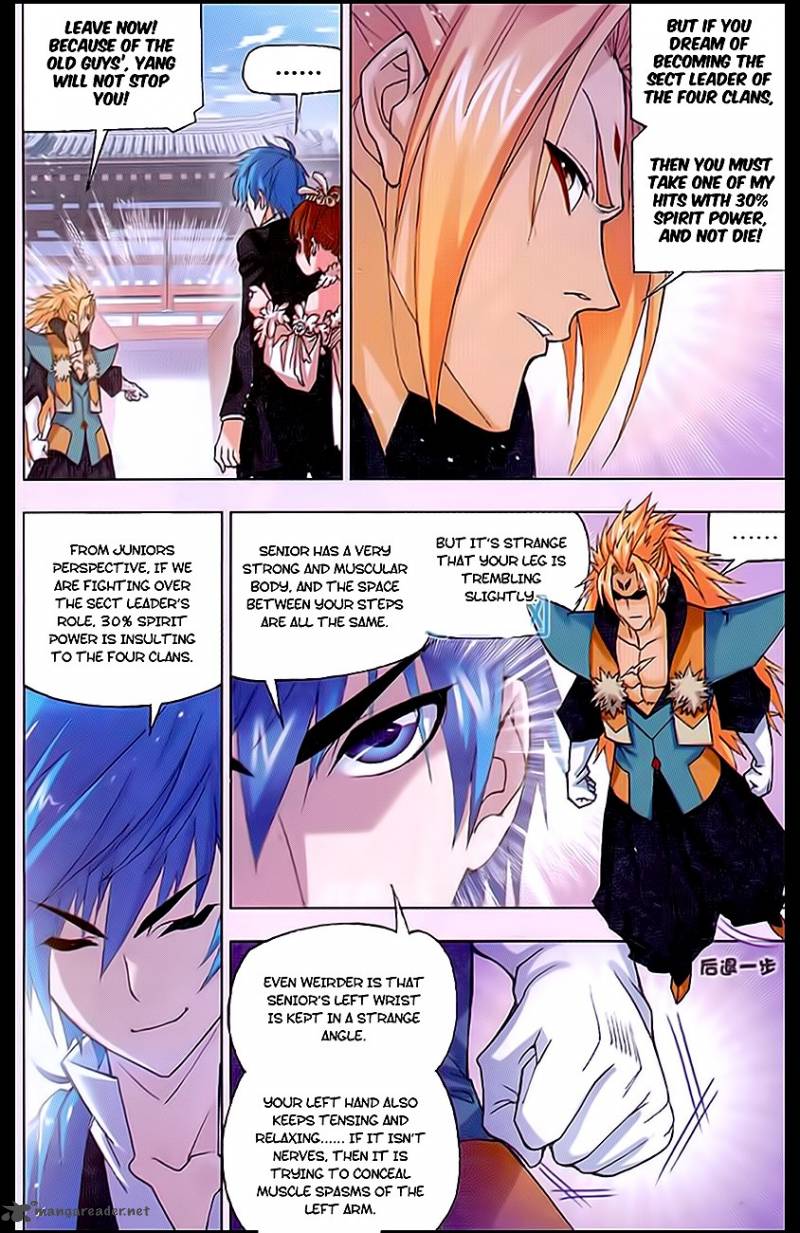 LEAVE NOW!
BECAUSE OF THE
OLD GUYS', YANG
WILL NOT STOP
YOU!
......
BUT IF YOU
DREAM OF
BECOMING THE
SECT LEADER OF
THE FOUR CLANS,
THEN YOU MUST
TAKE ONE OF MY
HITS WITH 30%
SPIRIT POWER,
AND NOT DIE!
FROM JUNIORS
PERSPECTIVE, IF WE
ARE FIGHTING OVER
THE SECT LEADER'S
ROLE, 30% SPIRIT
POWER IS INSULTING
TO THE FOUR CLANS.
SENIOR HAS A VERY
STRONG AND MUSCULAR
BODY, AND THE SPACE
BETWEEN YOUR STEPS
ARE ALL THE SAME.
BUT IT'S STRANGE
THAT YOUR LEG IS
TREMBLING
SLIGHTLY.
......
后退一步
EVEN WEIRDER IS THAT
SENIOR'S LEFT WRIST
IS KEPT IN A STRANGE
ANGLE.
YOUR LEFT HAND ALSO
KEEPS TENSING AND
RELAXING...... IF IT ISN'T
NERVES, THEN IT IS
TRYING TO CONCEAL
MUSCLE SPASMS OF THE
LEFT ARM.
mangareader.net